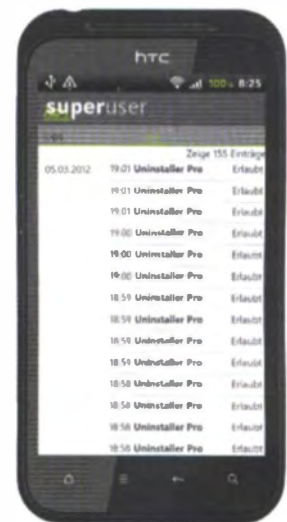 hTC
100% 8:25
superuser
Zeige 155 Einträge
05.03.2012 19:01 Uninstaller Pro Erlaubt
19:01 Uninstaller Pro Erlaubt
19:01 Uninstaller Pro Erlaubt
19:00 Uninstaller Pro Erlaubt
19:00 Uninstaller Pro Erlaubt
19:00 Uninstaller Pro Erlaubt
18:59 Uninstaller Pro Erlaubt
18:59 Uninstaller Pro Erlaubt
18:59 Uninstaller Pro Erlaubt
18:59 Uninstaller Pro Erlaubt
18:58 Uninstaller Pro Erlaubt
18:58 Uninstaller Pro Erlaubt
18:58 Uninstaller Pro Erlaubt
18:58 Uninstaller Pro Erlaubt